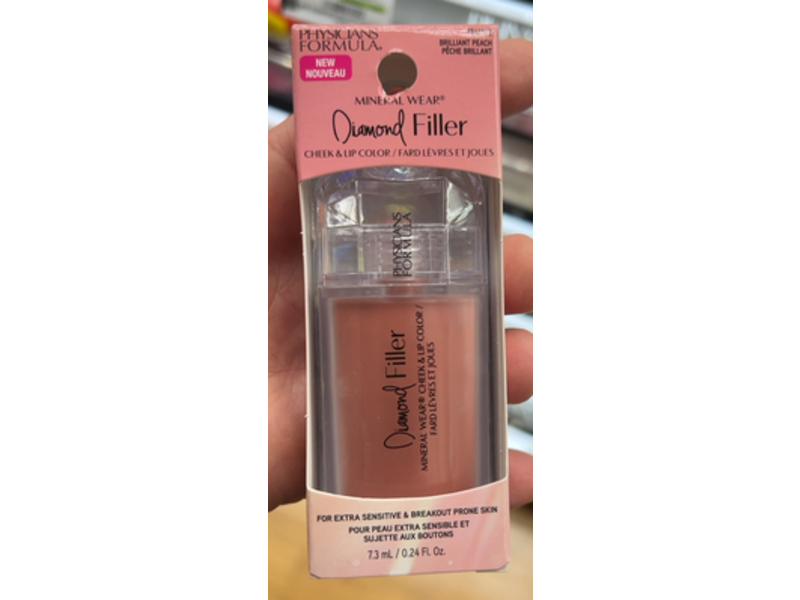 PHYSICIANS
FORMULA®
NEW
NOUVEAU
BRILLIANT PEACH
PÊCHE BRILLANT
MINERAL WEAR®
Diamond Filler
CHEEK & LIP COLOR / FARD LÈVRES ET JOUES
PHYSICIANS
FORMULA
Diamond Filler
MINERAL WEAR® CHEEK & LIP COLOR /
FARD LÈVRES ET JOUES
FOR EXTRA SENSITIVE & BREAKOUT PRONE SKIN
POUR PEAU EXTRA SENSIBLE ET
SUJETTE AUX BOUTONS
7.3 mL / 0.24 Fl. Oz.